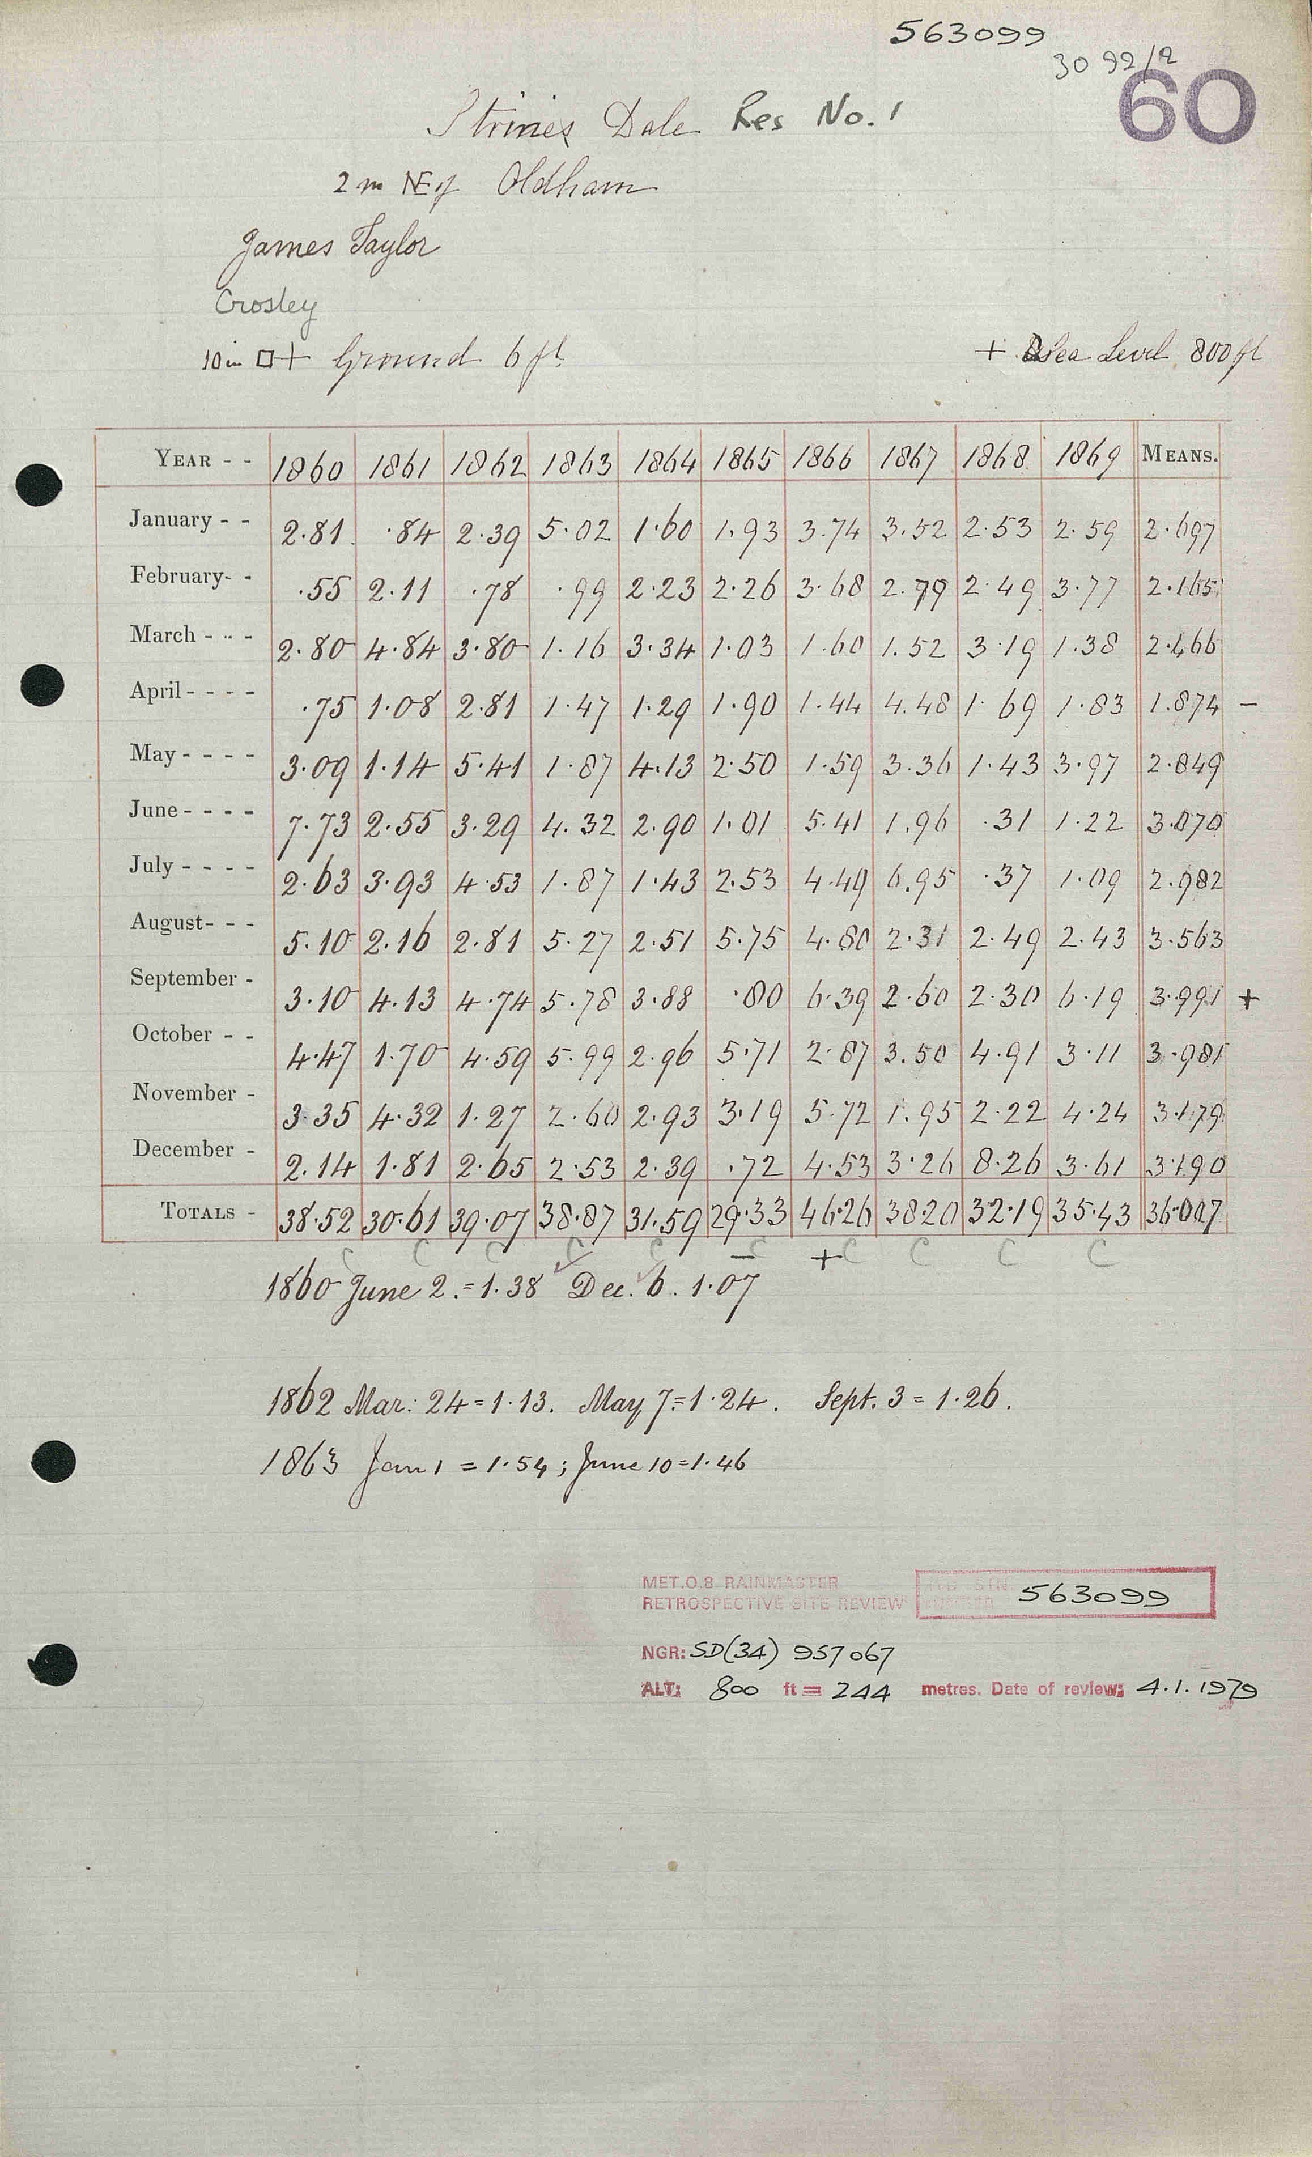 563099
3092/2
60
Strines Dale Res No. 1
2 m NE of Oldham
James Taylor
Crosley
10 in □ + Ground 6 ft. + Sea Level 800 ft
YEAR - - 1860 1861 1862 1863 1864 1865 1866 1867 1868 1869 MEANS.
January - - 2.81 .84 2.39 5.02 1.60 1.93 3.74 3.52 2.53 2.59 2.697
February- - .55 2.11 .78 .99 2.23 2.26 3.68 2.79 2.49 3.77 2.165
March - - - 2.80 4.84 3.80 1.16 3.34 1.03 1.60 1.52 3.19 1.38 2.466
April - - - - .75 1.08 2.81 1.47 1.29 1.90 1.44 4.48 1.69 1.83 1.874 -
May - - - - 3.09 1.14 5.41 1.87 4.13 2.50 1.59 3.36 1.43 3.97 2.849
June - - - - 7.73 2.55 3.29 4.32 2.90 1.01 5.41 1.96 .31 1.22 3.070
July - - - - 2.63 3.93 4.53 1.87 1.43 2.53 4.49 6.95 .37 1.09 2.982
August- - - 5.10 2.16 2.81 5.27 2.51 5.75 4.80 2.31 2.49 2.43 3.563
September - 3.10 4.13 4.74 5.78 3.88 .80 6.39 2.60 2.30 6.19 3.991 +
October - - 4.47 1.70 4.59 5.99 2.96 5.71 2.87 3.50 4.91 3.11 3.981
November - 3.35 4.32 1.27 2.60 2.93 3.19 5.72 1.95 2.22 4.24 3.179
December - 2.14 1.81 2.65 2.53 2.39 .72 4.53 3.26 8.26 3.61 3.190
TOTALS - 38.52 30.61 39.07 38.87 31.59 29.33 46.26 38.20 32.19 35.43 36.007
C C C C C - C + C C C C
1860 June 2. = 1.38 Dec. 6. 1.07
1862 Mar: 24 = 1.13. May 7. = 1.24. Sept. 3 = 1.26.
1863 Jan 1 = 1.54 ; June 10 = 1.46
MET.O.8 RAINMASTER
RETROSPECTIVE SITE REVIEW 563099
NGR: SD(34) 957067
ALT: 800 ft = 244 metres. Date of review: 4.1.1979